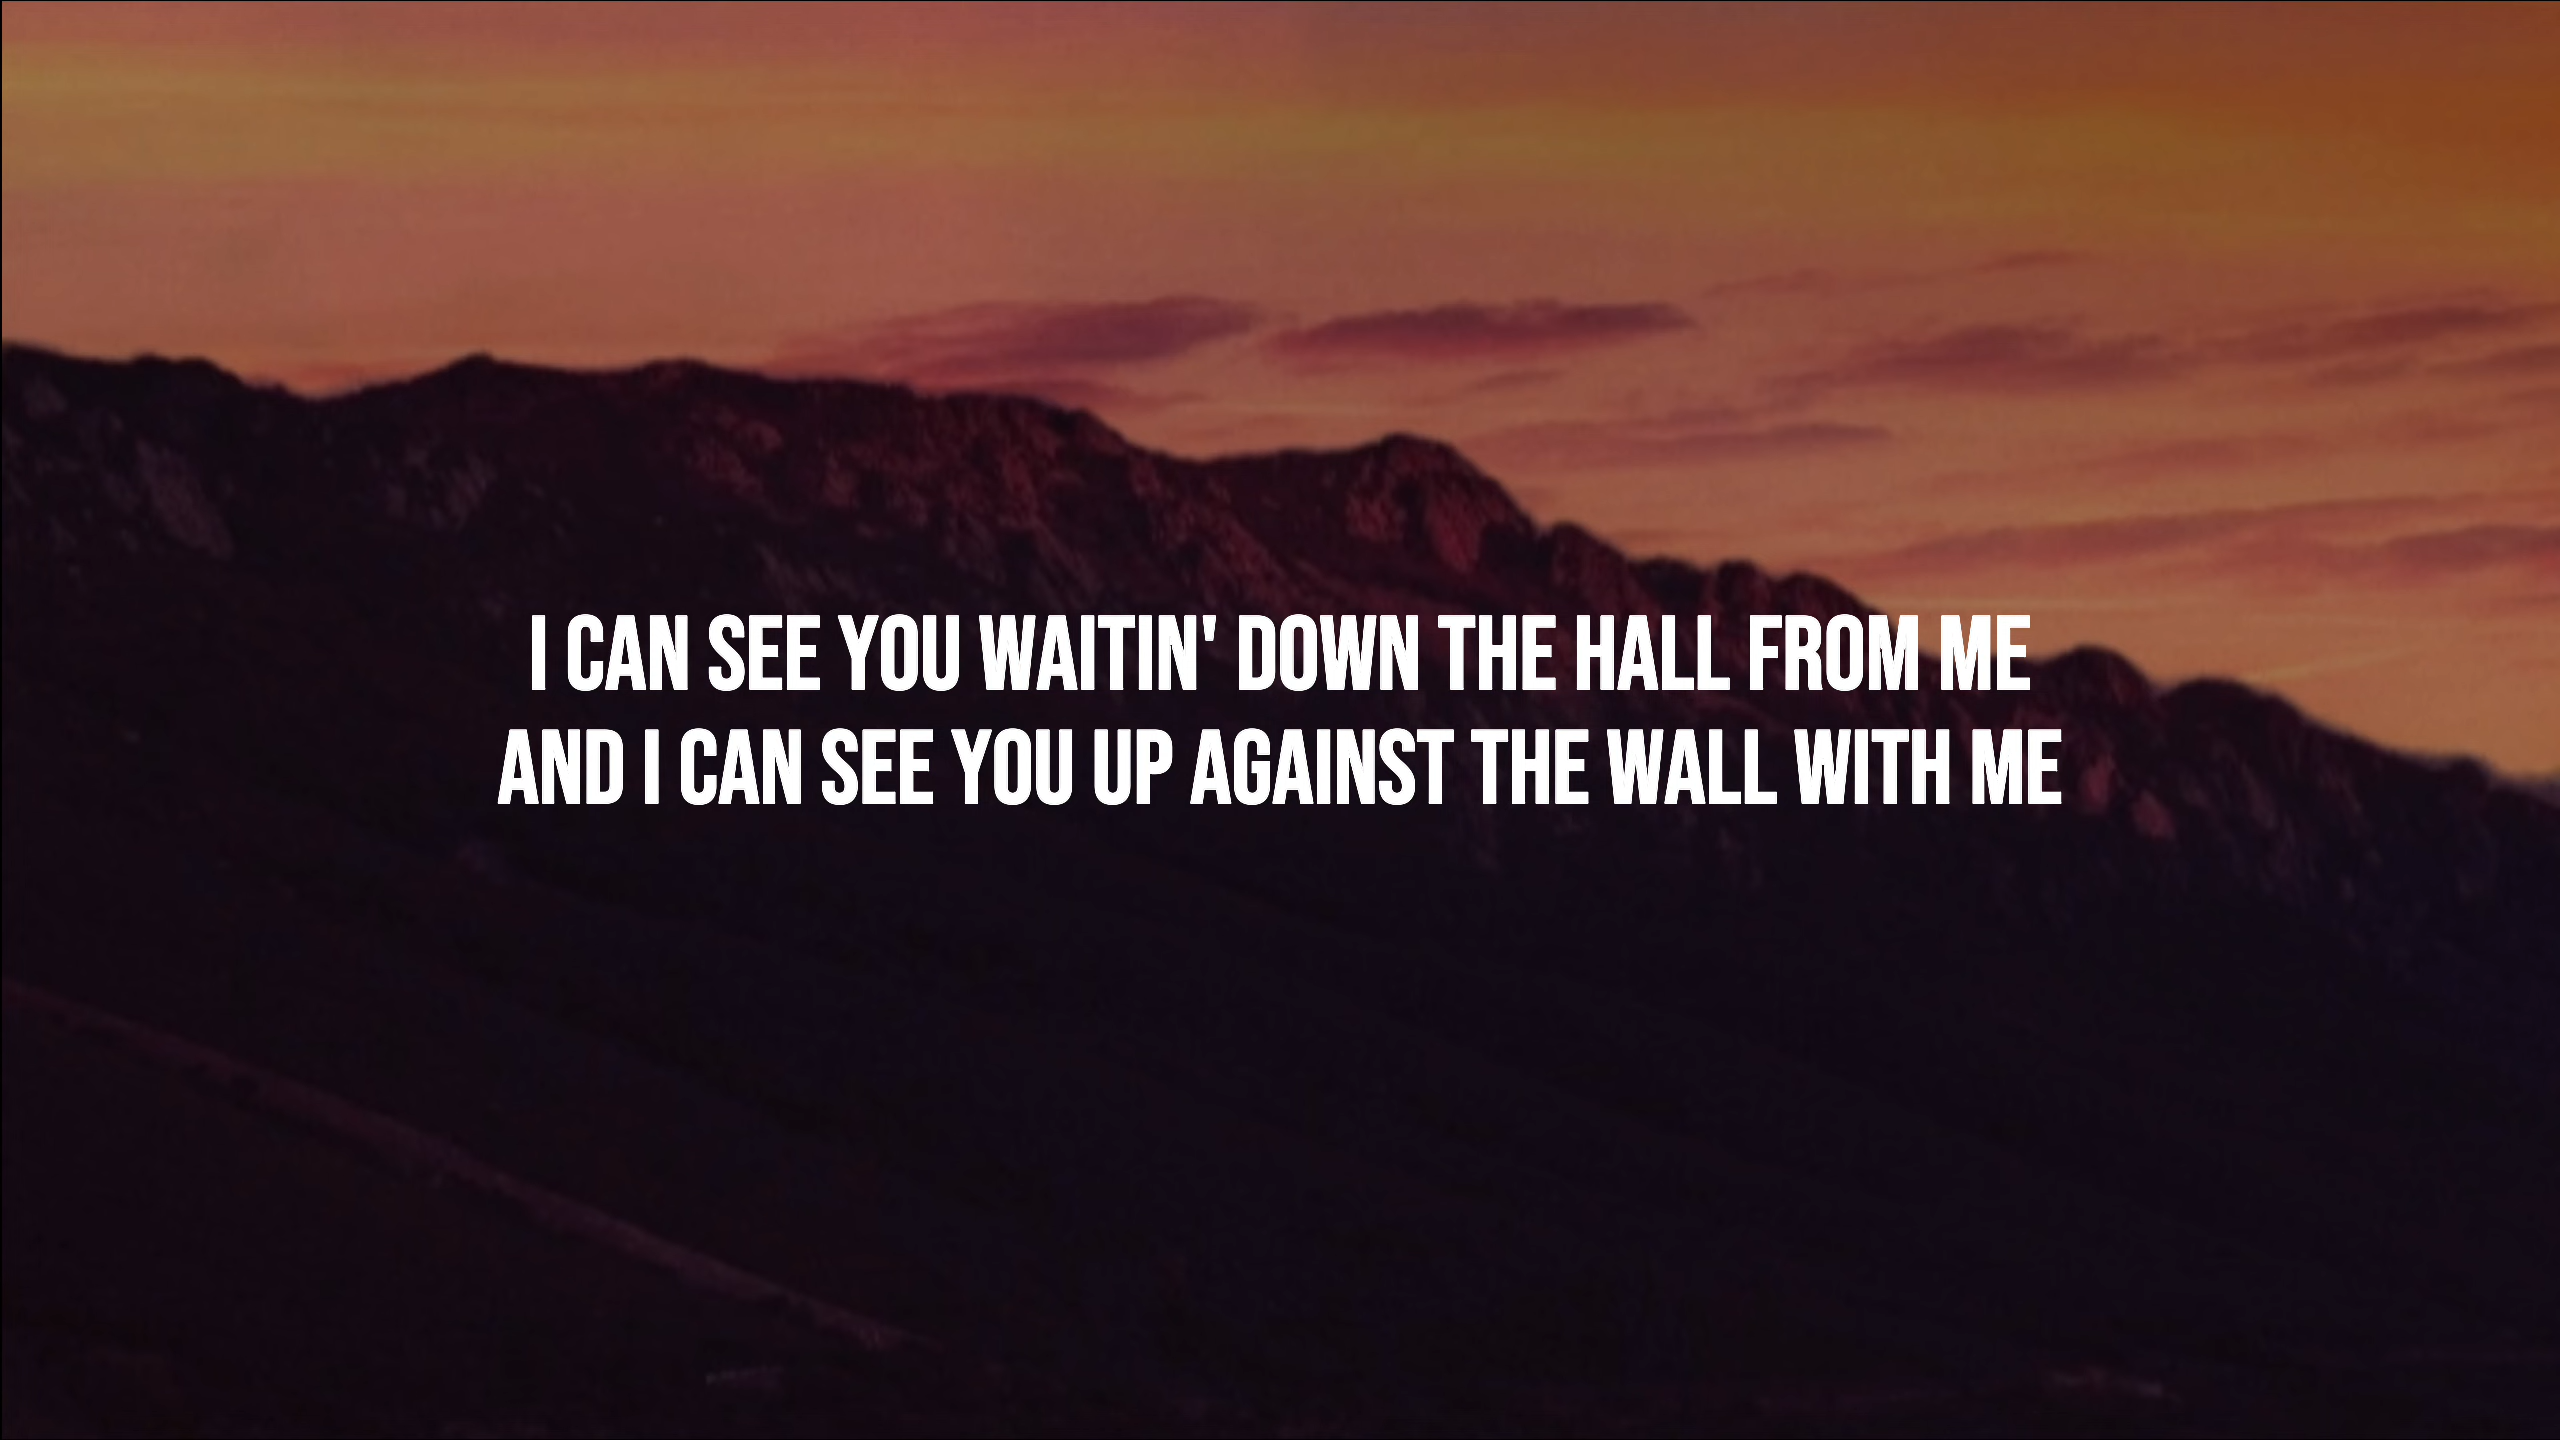 I CAN SEE YOU WAITIN' DOWN THE HALL FROM ME
AND I CAN SEE YOU UP AGAINST THE WALL WITH ME